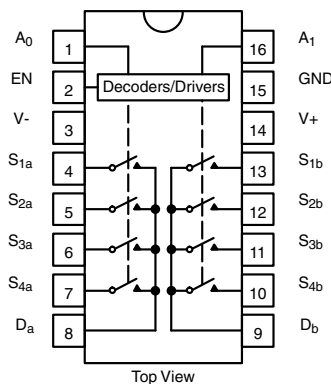 A0 1 16 A1
EN 2 Decoders/Drivers 15 GND
V- 3 14 V+
S1a 4 13 S1b
S2a 5 12 S2b
S3a 6 11 S3b
S4a 7 10 S4b
Da 8 9 Db
Top View